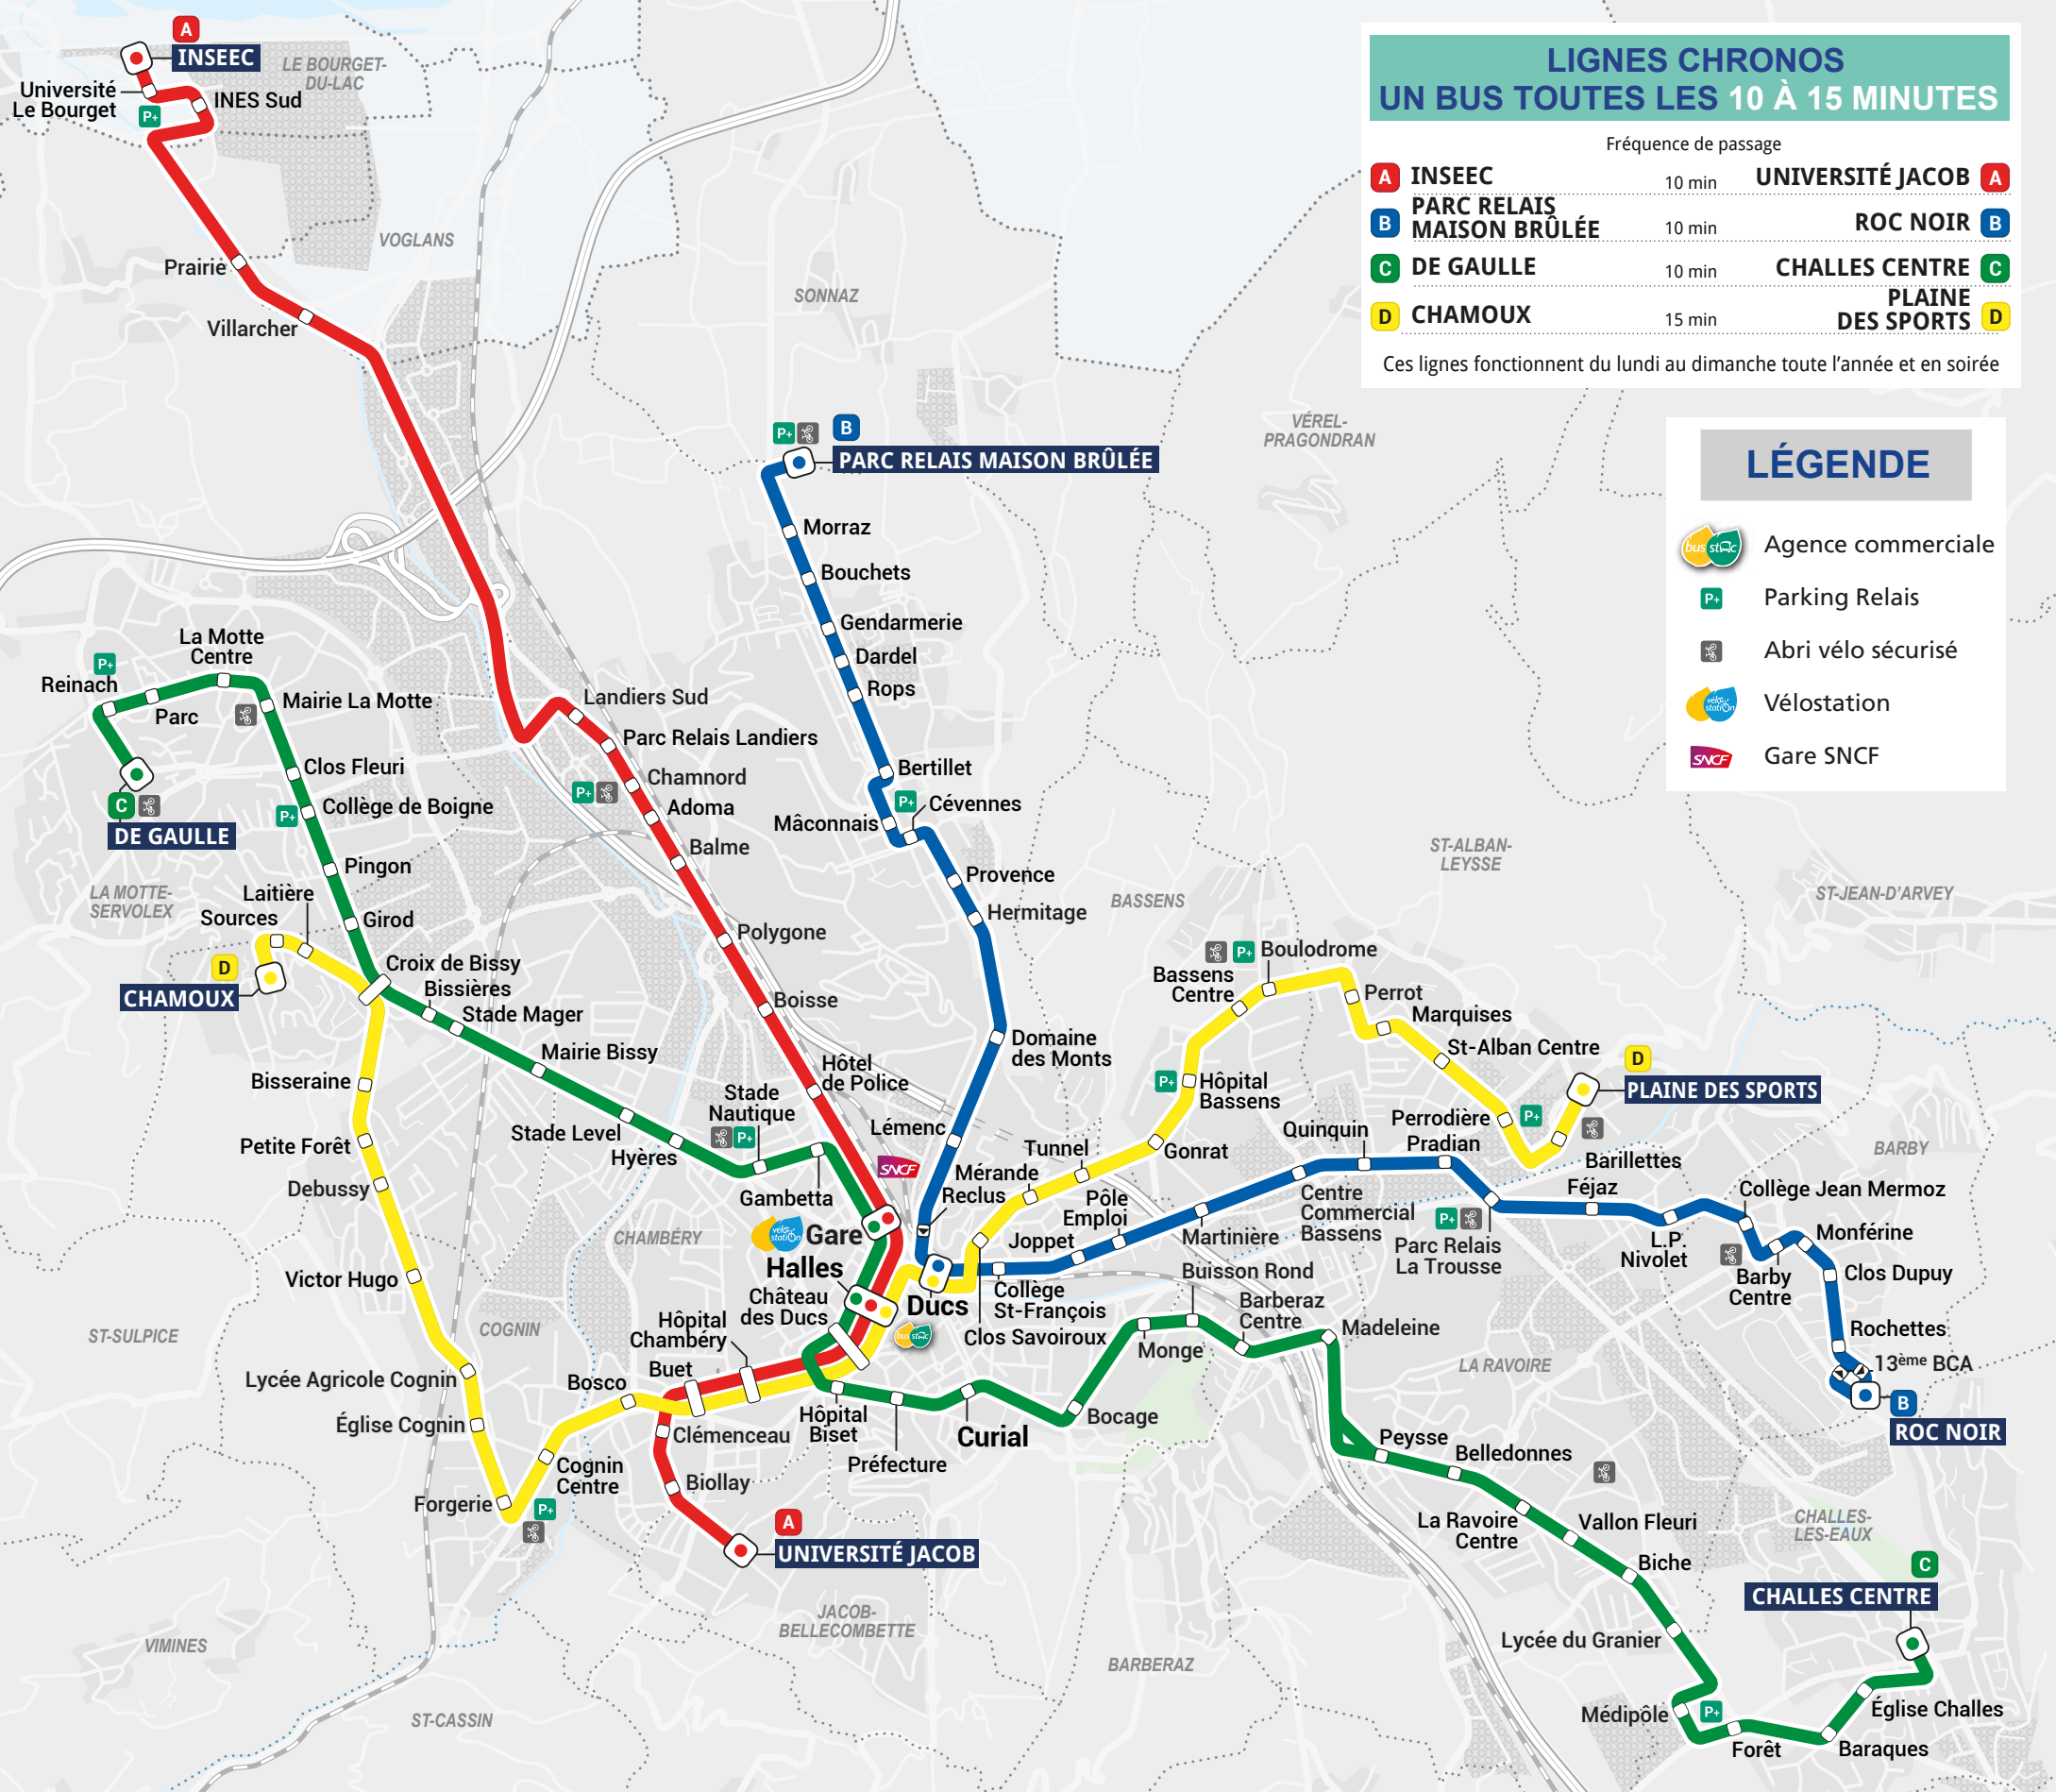 LIGNES CHRONOS
UN BUS TOUTES LES 10 À 15 MINUTES
Fréquence de passage
A INSEEC 10 min UNIVERSITÉ JACOB A
B PARC RELAIS
MAISON BRÛLÉE 10 min ROC NOIR B
C DE GAULLE 10 min CHALLES CENTRE C
D CHAMOUX 15 min PLAINE
DES SPORTS D
Ces lignes fonctionnent du lundi au dimanche toute l'année et en soirée
LÉGENDE
bus stac Agence commerciale
P+ Parking Relais
Abri vélo sécurisé
vélo station Vélostation
SNCF Gare SNCF
A
INSEEC
Université
Le Bourget
P+
INES Sud
LE BOURGET-
DU-LAC
VOGLANS
Prairie
Villarcher
SONNAZ
VÉREL-
PRAGONDRAN
P+
B
PARC RELAIS MAISON BRÛLÉE
Morraz
Bouchets
Gendarmerie
Dardel
Rops
Bertillet
P+
Cévennes
Mâconnais
Provence
Hermitage
Domaine
des Monts
Lémenc
La Motte
Centre
P+
Reinach
Parc
Mairie La Motte
Clos Fleuri
P+
Collège de Boigne
C
DE GAULLE
Pingon
Girod
LA MOTTE-
SERVOLEX
Laitière
Sources
D
CHAMOUX
Croix de Bissy
Bissières
Stade Mager
Mairie Bissy
Stade Level
Hyères
Stade
Nautique
P+
Gambetta
Landiers Sud
Parc Relais Landiers
P+
Chamnord
Adoma
Balme
Polygone
Boisse
Hôtel
de Police
SNCF
vélo station
Gare
Halles
Château
des Ducs
Ducs
bus stac
Hôpital
Chambéry
Buet
Bosco
Clémenceau
Biollay
A
UNIVERSITÉ JACOB
Bisseraine
Petite Forêt
Debussy
Victor Hugo
Lycée Agricole Cognin
Église Cognin
Forgerie
Cognin
Centre
P+
CHAMBÉRY
COGNIN
ST-SULPICE
VIMINES
ST-CASSIN
JACOB-
BELLECOMBETTE
BARBERAZ
BASSENS
ST-ALBAN-
LEYSSE
ST-JEAN-D'ARVEY
BARBY
LA RAVOIRE
CHALLES-
LES-EAUX
Mérande
Reclus
Tunnel
Gonrat
P+
Hôpital
Bassens
Bassens
Centre
P+
Boulodrome
Perrot
Marquises
St-Alban Centre
Perrodière
P+
D
PLAINE DES SPORTS
Barillettes
Joppet
Pôle
Emploi
Collège
St-François
Clos Savoiroux
Martinière
Centre
Commercial
Bassens
Quinquin
Pradian
P+
Parc Relais
La Trousse
Féjaz
L.P.
Nivolet
Collège Jean Mermoz
Barby
Centre
Monférine
Clos Dupuy
Rochettes
13ème BCA
B
ROC NOIR
Hôpital
Biset
Préfecture
Curial
Bocage
Monge
Buisson Rond
Barberaz
Centre
Madeleine
Peysse
Belledonnes
La Ravoire
Centre
Vallon Fleuri
Biche
Lycée du Granier
Médipôle
P+
Forêt
Baraques
Église Challes
C
CHALLES CENTRE